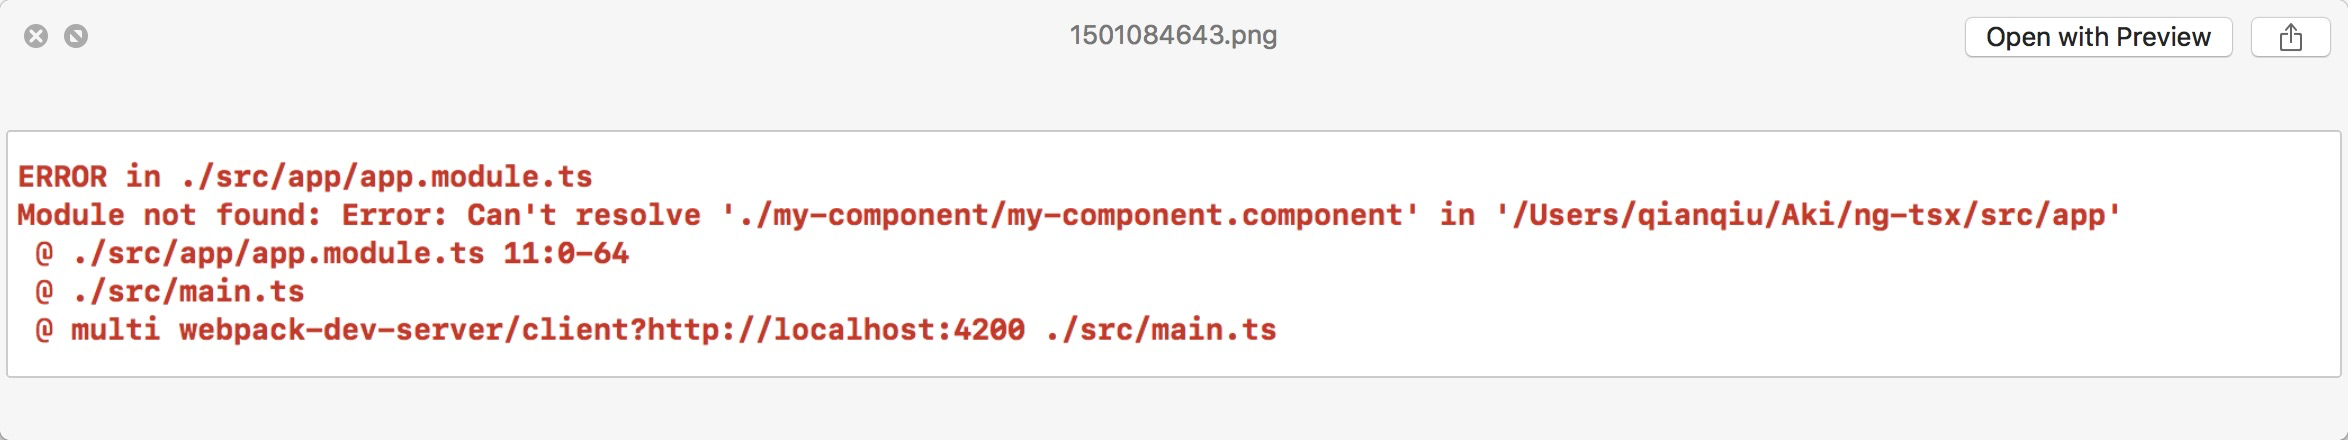 1501084643.png
Open with Preview
ERROR in ./src/app/app.module.ts
Module not found: Error: Can't resolve './my-component/my-component.component' in '/Users/qianqiu/Aki/ng-tsx/src/app'
 @ ./src/app/app.module.ts 11:0-64
 @ ./src/main.ts
 @ multi webpack-dev-server/client?http://localhost:4200 ./src/main.ts